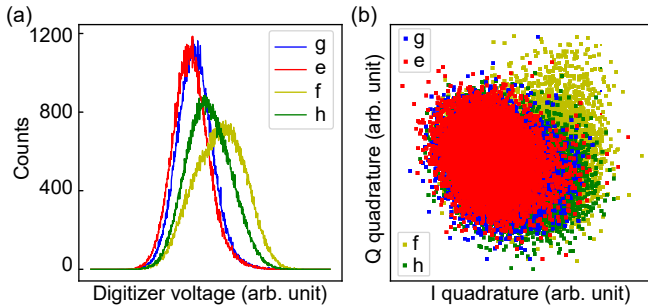 (a)
1200
800
400
0
Counts
Digitizer voltage (arb. unit)
g
e
f
h
(b)
g
e
f
h
Q quadrature (arb. unit)
I quadrature (arb. unit)